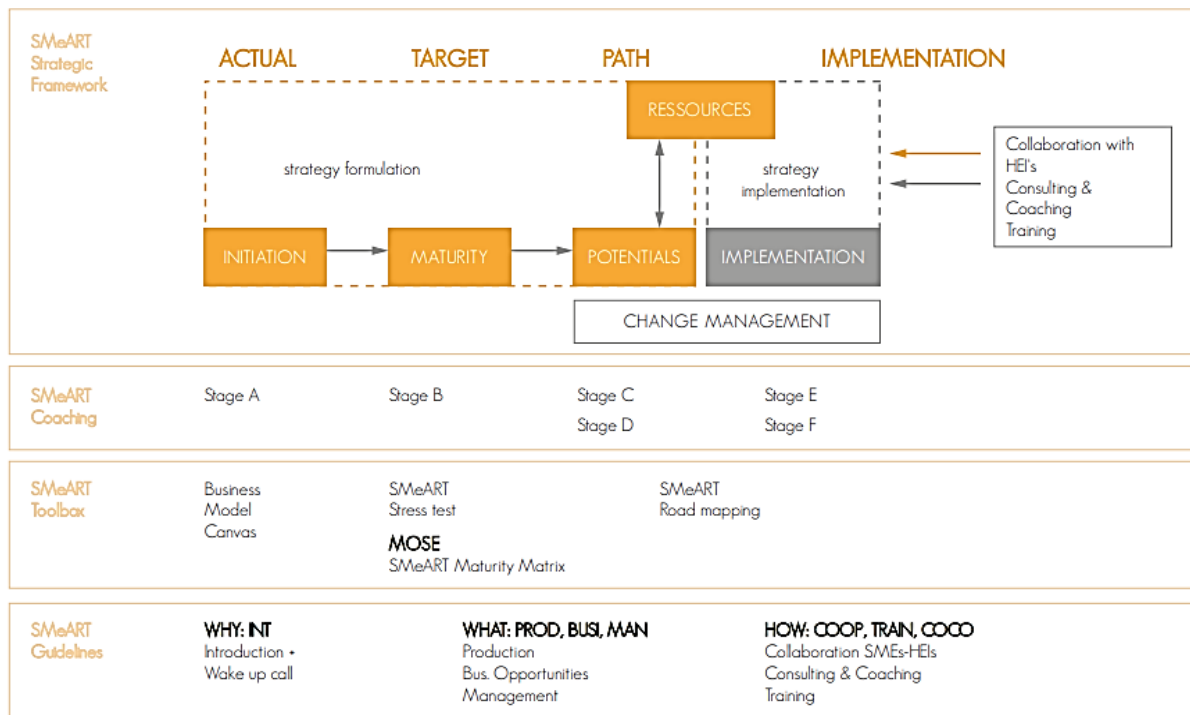 SMeART
Strategic
Framework
ACTUAL
TARGET
PATH
IMPLEMENTATION
RESSOURCES
strategy formulation
strategy
implementation
Collaboration with
HEI's
Consulting &
Coaching
Training
INITIATION
MATURITY
POTENTIALS
IMPLEMENTATION
CHANGE MANAGEMENT
SMeART
Coaching
Stage A
Stage B
Stage C
Stage D
Stage E
Stage F
SMeART
Toolbox
Business
Model
Canvas
SMeART
Stress test
MOSE
SMeART Maturity Matrix
SMeART
Road mapping
SMeART
Guidelines
WHY: INT
Introduction +
Wake up call
WHAT: PROD, BUSI, MAN
Production
Bus. Opportunities
Management
HOW: COOP, TRAIN, COCO
Collaboration SMEs-HEIs
Consulting & Coaching
Training